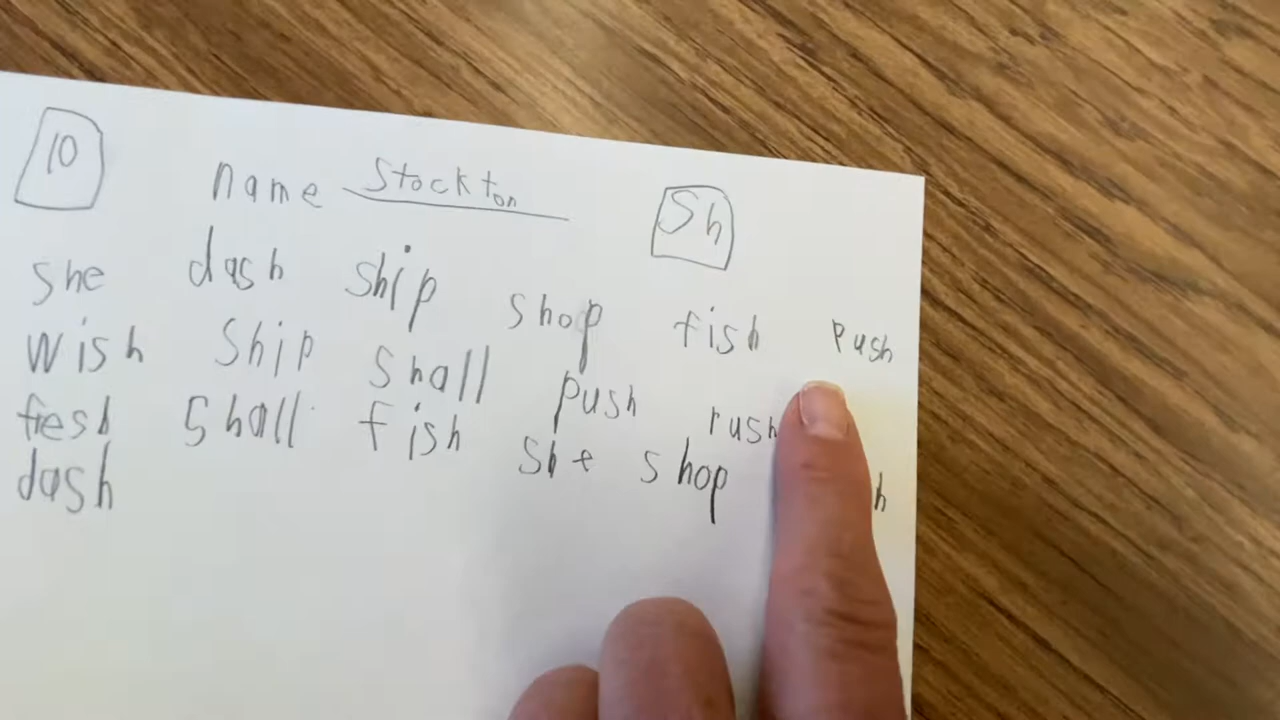 10 name Stockton Sh
she dash ship shop fish Push
wish Ship Shall push rush
fresh Shall fish She shop
dash